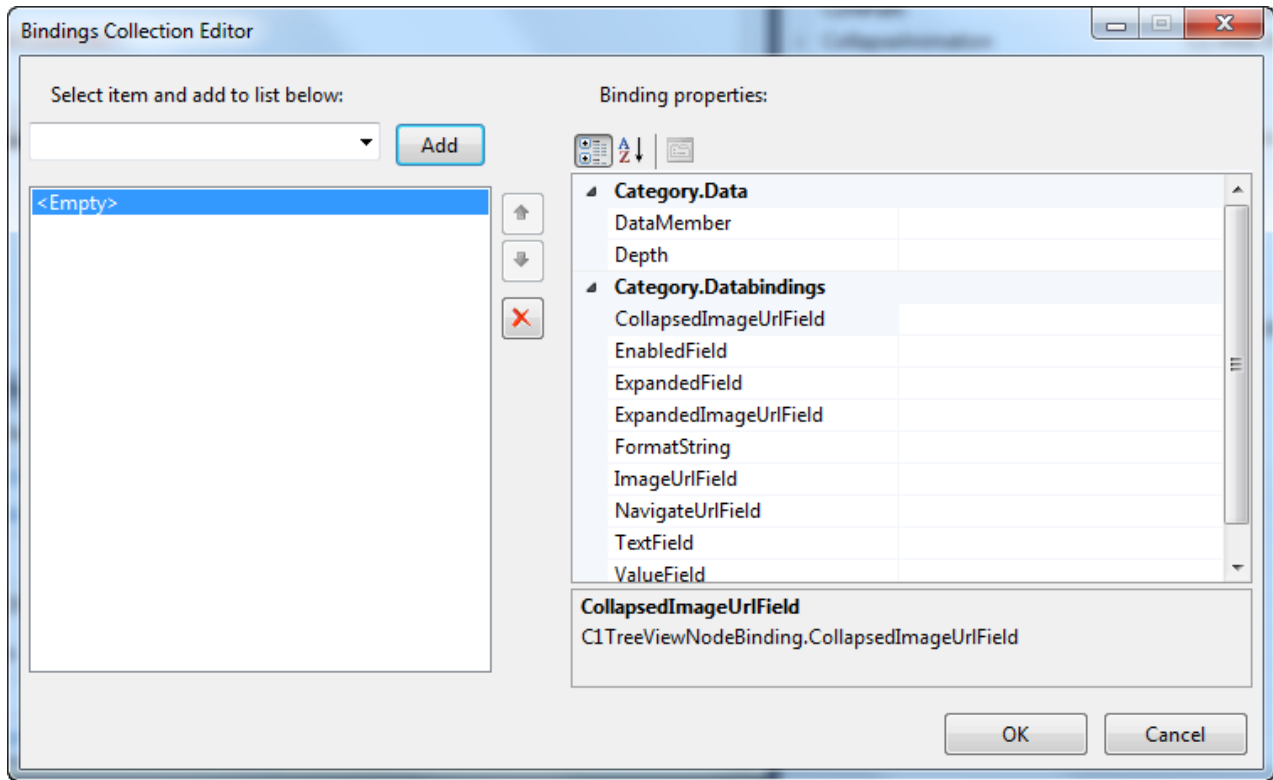 Bindings Collection Editor
Select item and add to list below:
Add
<Empty>
Binding properties:
Category.Data
DataMember
Depth
Category.Databindings
CollapsedImageUrlField
EnabledField
ExpandedField
ExpandedImageUrlField
FormatString
ImageUrlField
NavigateUrlField
TextField
ValueField
CollapsedImageUrlField
C1TreeViewNodeBinding.CollapsedImageUrlField
OK
Cancel